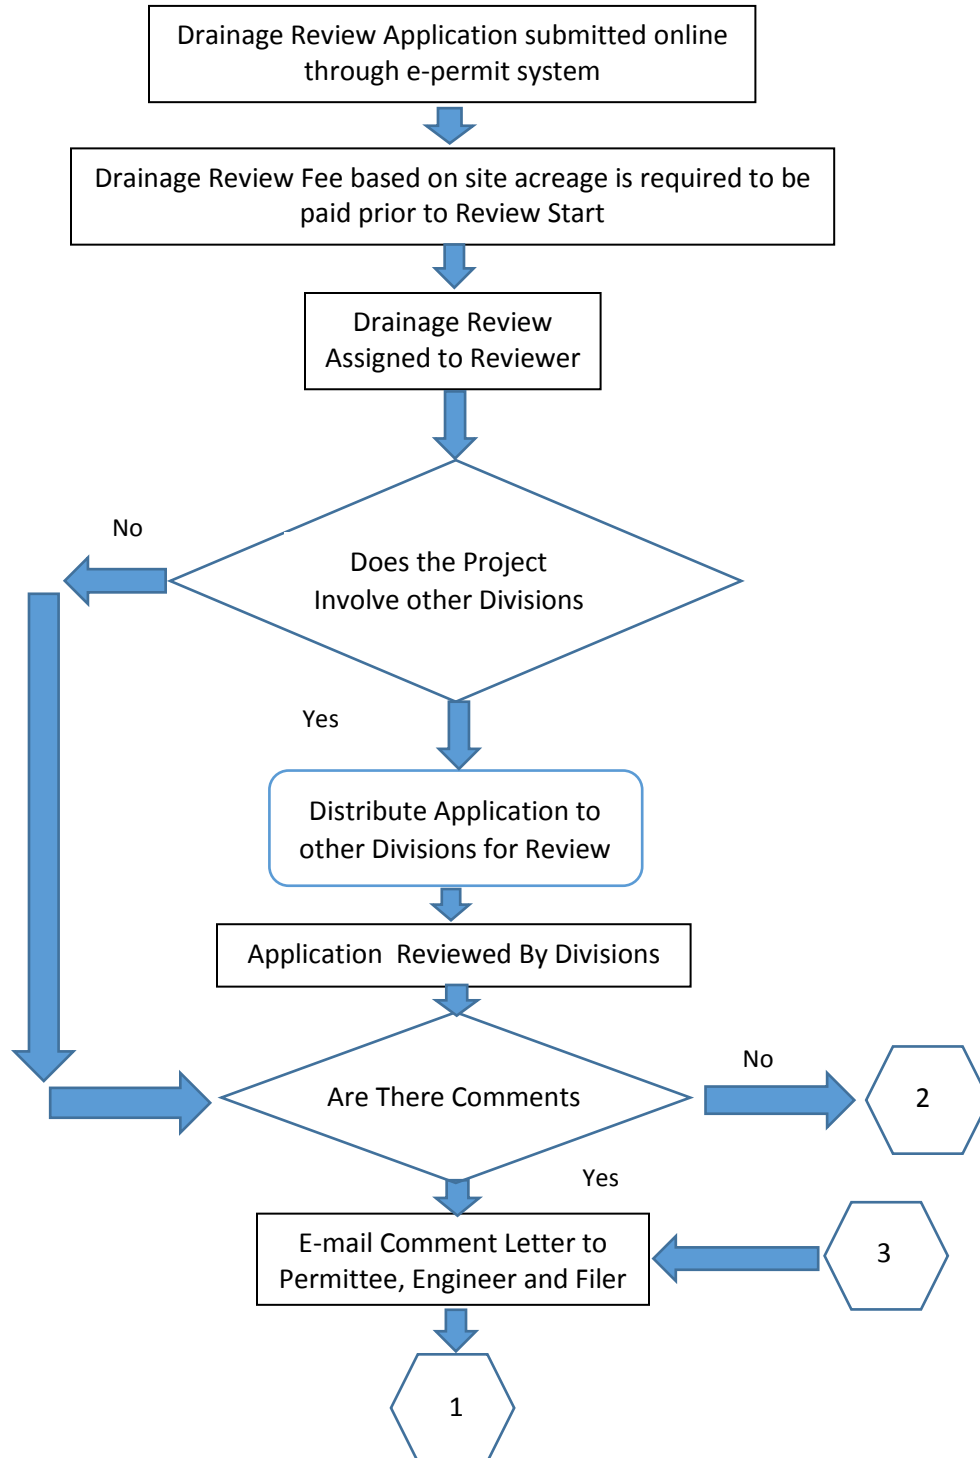 Drainage Review Application submitted online
through e-permit system
Drainage Review Fee based on site acreage is required to be
paid prior to Review Start
Drainage Review
Assigned to Reviewer
No
Does the Project
Involve other Divisions
Yes
Distribute Application to
other Divisions for Review
Application  Reviewed By Divisions
No
Are There Comments
2
Yes
E-mail Comment Letter to
Permittee, Engineer and Filer
3
1